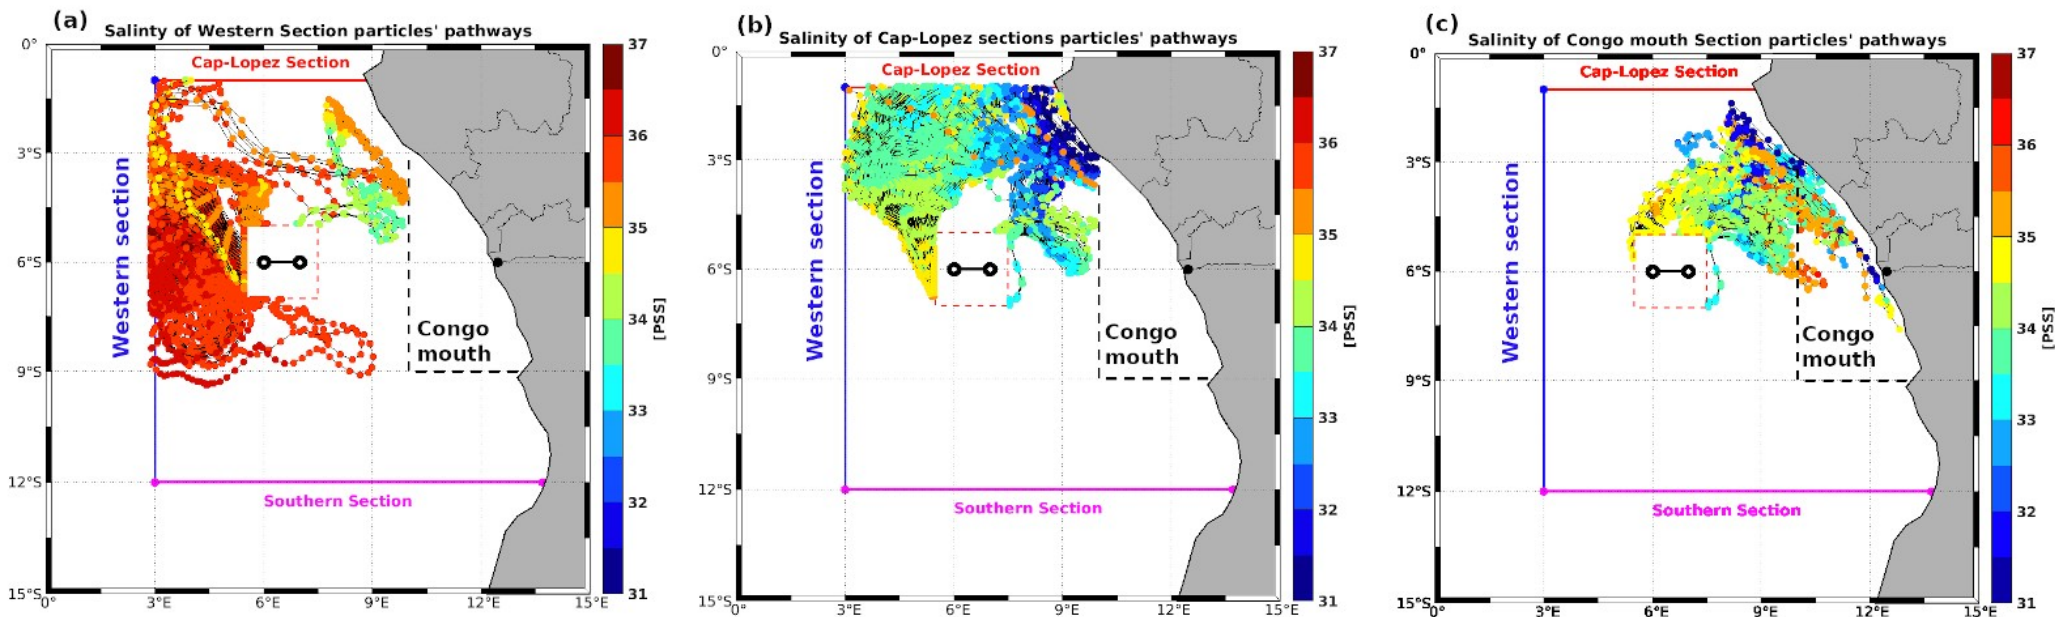 (a)
Salinty of Western Section particles' pathways
Cap-Lopez Section
Western section
Congo
mouth
Southern Section
0°
3°S
6°S
9°S
12°S
15°S
0°
3°E
6°E
9°E
12°E
15°E
37
36
35
34
33
32
31
[PSS]
(b)
Salinity of Cap-Lopez sections particles' pathways
Cap-Lopez Section
Western section
Congo
mouth
Southern Section
0°
3°S
6°S
9°S
12°S
15°S
0°
3°E
6°E
9°E
12°E
15°E
37
36
35
34
33
32
31
[PSS]
(c)
Salinity of Congo mouth Section particles' pathways
Cap-Lopez Section
Western section
Congo
mouth
Southern Section
0°
3°S
6°S
9°S
12°S
15°S
0°
3°E
6°E
9°E
12°E
15°E
37
36
35
34
33
32
31
[PSS]